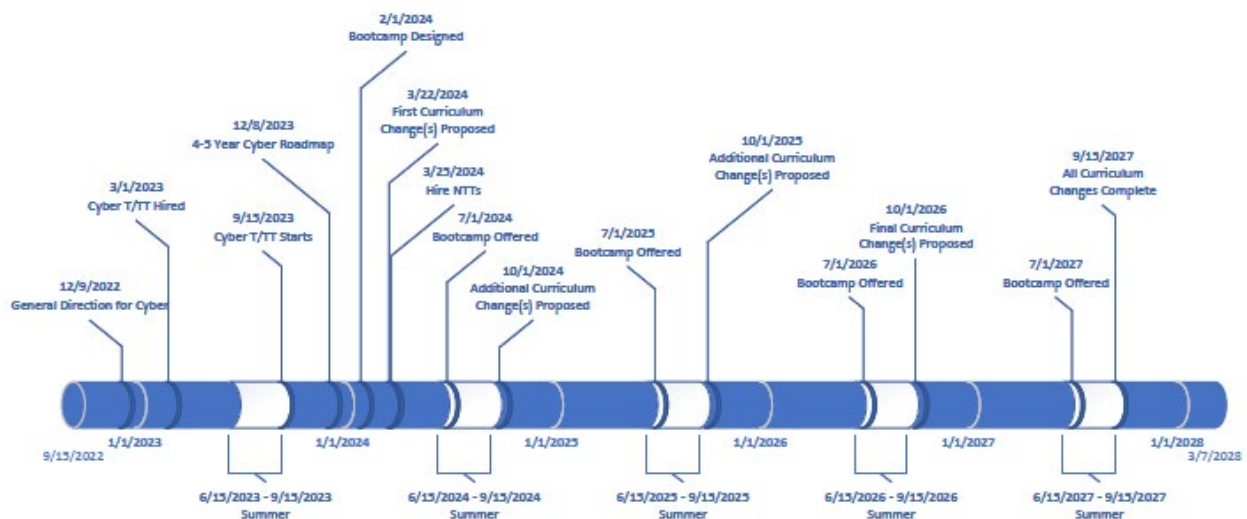 2/1/2024
Bootcamp Designed
3/22/2024
First Curriculum
Change(s) Proposed
12/8/2023
4-5 Year Cyber Roadmap
10/1/2025
Additional Curriculum
Change(s) Proposed
9/15/2027
All Curriculum
Changes Complete
3/25/2024
Hire NTTs
3/1/2023
Cyber T/TT Hired
10/1/2026
Final Curriculum
Change(s) Proposed
9/15/2023
Cyber T/TT Starts
7/1/2024
Bootcamp Offered
7/1/2025
Bootcamp Offered
7/1/2026
Bootcamp Offered
7/1/2027
Bootcamp Offered
10/1/2024
Additional Curriculum
Change(s) Proposed
12/9/2022
General Direction for Cyber
1/1/2023
1/1/2024
1/1/2025
1/1/2026
1/1/2027
1/1/2028
9/15/2022
3/7/2028
6/15/2023 - 9/15/2023
Summer
6/15/2024 - 9/15/2024
Summer
6/15/2025 - 9/15/2025
Summer
6/15/2026 - 9/15/2026
Summer
6/15/2027 - 9/15/2027
Summer